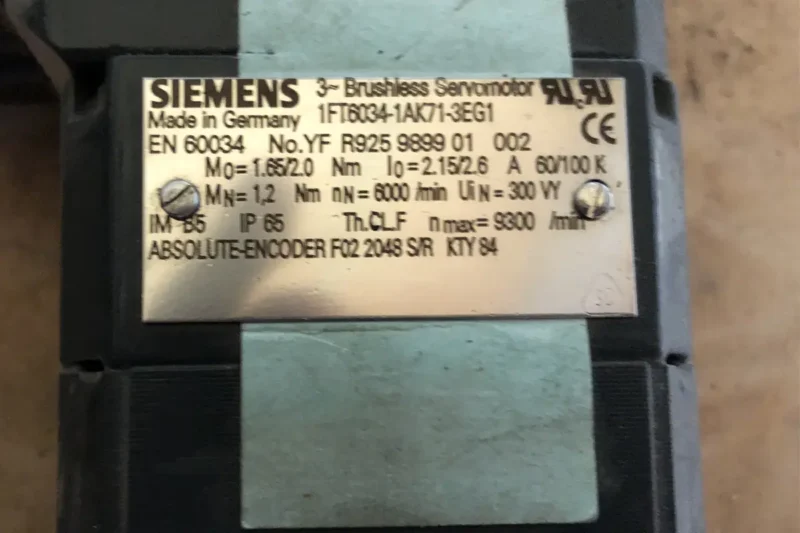 SIEMENS 3~ Brushless Servomotor
Made in Germany 1FT6034-1AK71-3EG1
EN 60034 No.YF R925 9899 01 002 CE
M0= 1.65/2.0 Nm I0= 2.15/2.6 A 60/100 K
MN= 1,2 Nm nN= 6000 /min UiN= 300 VY
IM B5 IP 65 Th.CL.F nmax= 9300 /min
ABSOLUTE-ENCODER F02 2048 S/R KTY 84